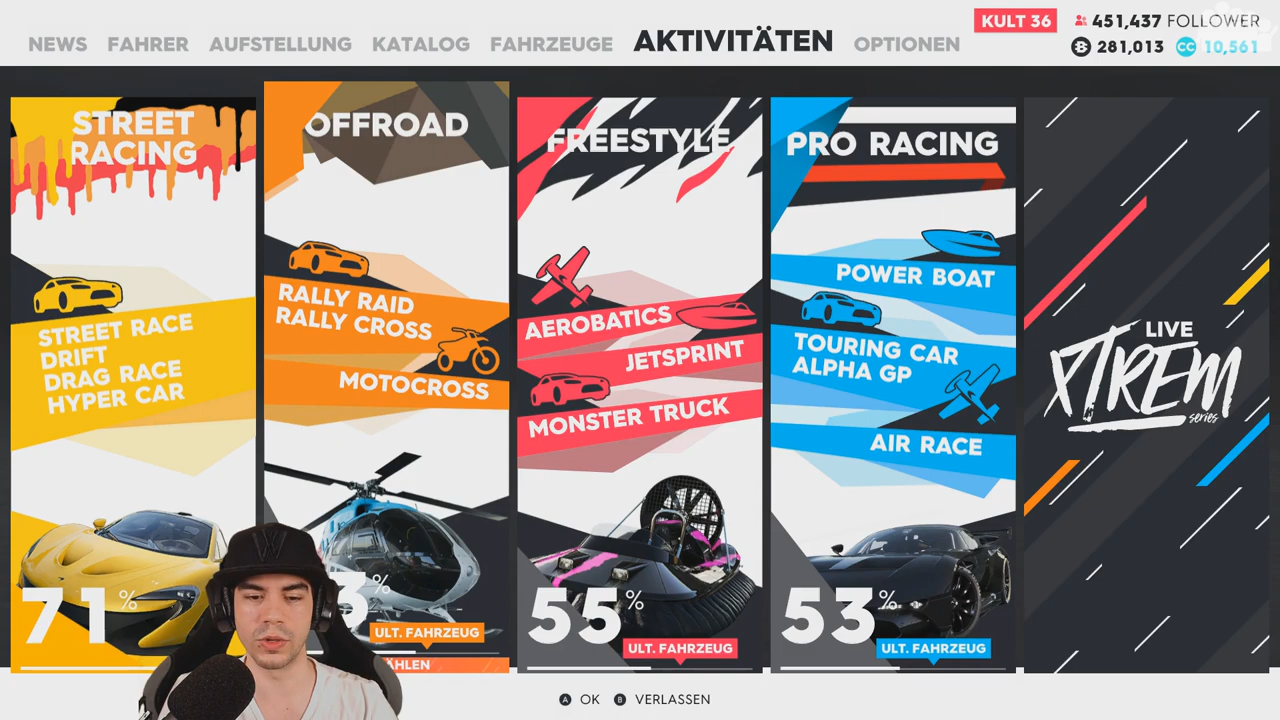 NEWS FAHRER AUFSTELLUNG KATALOG FAHRZEUGE AKTIVITÄTEN OPTIONEN
KULT 36 451,437 FOLLOWER
281,013 CC 10,561
STREET
RACING
STREET RACE
DRIFT
DRAG RACE
HYPER CAR
71%
OFFROAD
RALLY RAID
RALLY CROSS
MOTOCROSS
3%
ULT. FAHRZEUG
ÄHLEN
FREESTYLE
AEROBATICS
JETSPRINT
MONSTER TRUCK
55%
ULT. FAHRZEUG
PRO RACING
POWER BOAT
TOURING CAR
ALPHA GP
AIR RACE
53%
ULT. FAHRZEUG
LIVE
XTREM
series
A OK B VERLASSEN